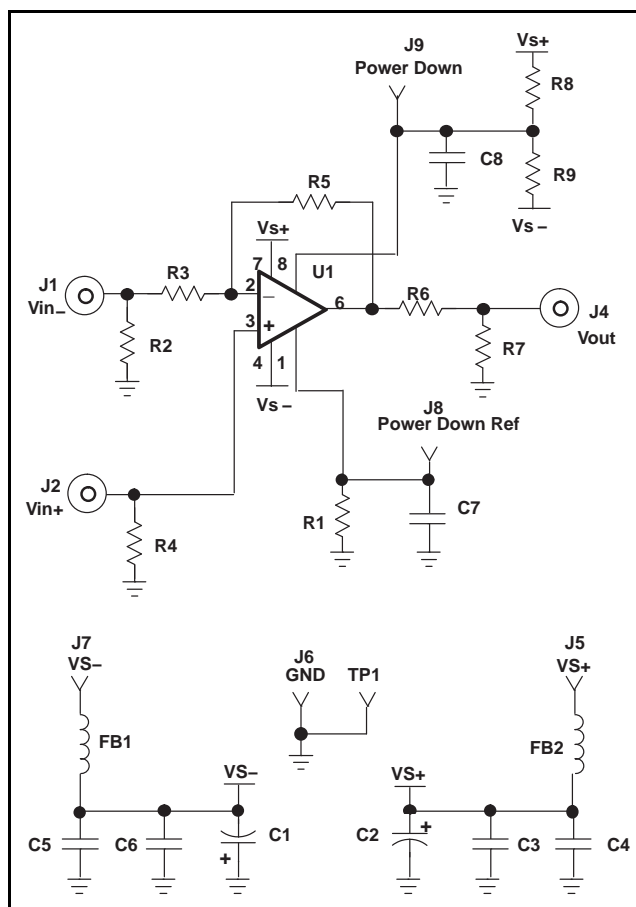 J9
Power Down
Vs+
R8
C8
R9
Vs−
R5
Vs+
7 8
U1
J1
Vin−
R3
2 −
3 +
6
R6
J4
Vout
R2
R7
4 1
Vs−
J8
Power Down Ref
J2
Vin+
R4
R1
C7
J7
VS−
J6
GND
TP1
J5
VS+
FB1
FB2
VS−
VS+
C5
C6
C1
+
C2
+
C3
C4